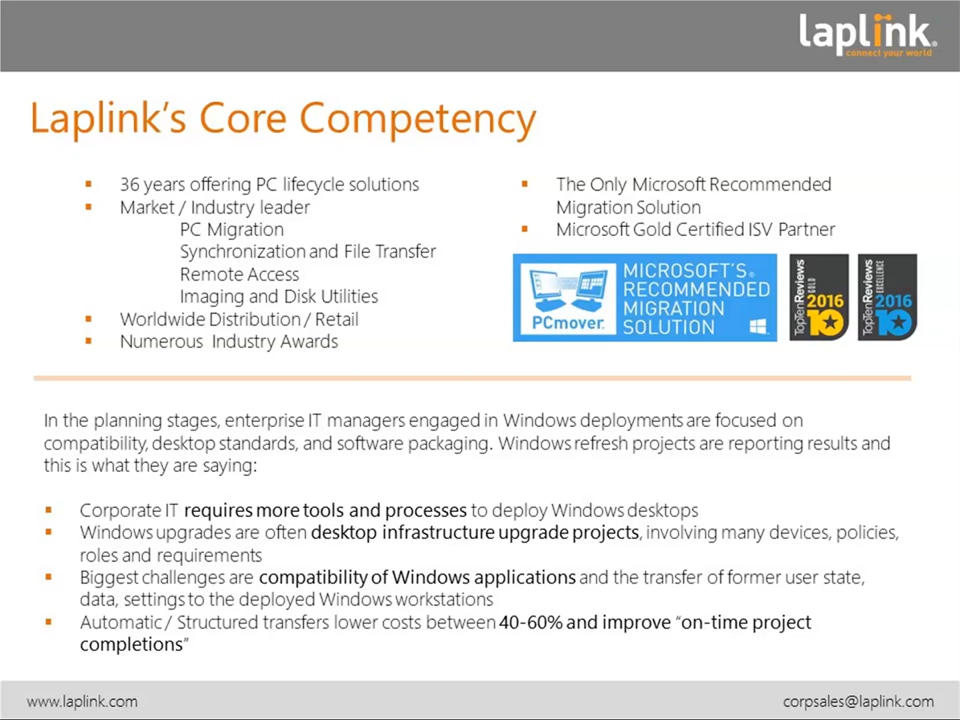 laplink.
connect your world
Laplink's Core Competency
▪ 36 years offering PC lifecycle solutions
▪ Market / Industry leader
PC Migration
Synchronization and File Transfer
Remote Access
Imaging and Disk Utilities
▪ Worldwide Distribution / Retail
▪ Numerous Industry Awards
▪ The Only Microsoft Recommended
Migration Solution
▪ Microsoft Gold Certified ISV Partner
PCmover.
MICROSOFT'S®
RECOMMENDED
MIGRATION
SOLUTION
TopTenReviews
GOLD
2016
10
TopTenReviews
EXCELLENCE
2016
10
In the planning stages, enterprise IT managers engaged in Windows deployments are focused on
compatibility, desktop standards, and software packaging. Windows refresh projects are reporting results and
this is what they are saying:
▪ Corporate IT requires more tools and processes to deploy Windows desktops
▪ Windows upgrades are often desktop infrastructure upgrade projects, involving many devices, policies,
roles and requirements
▪ Biggest challenges are compatibility of Windows applications and the transfer of former user state,
data, settings to the deployed Windows workstations
▪ Automatic / Structured transfers lower costs between 40-60% and improve “on-time project
completions”
www.laplink.com
corpsales@laplink.com